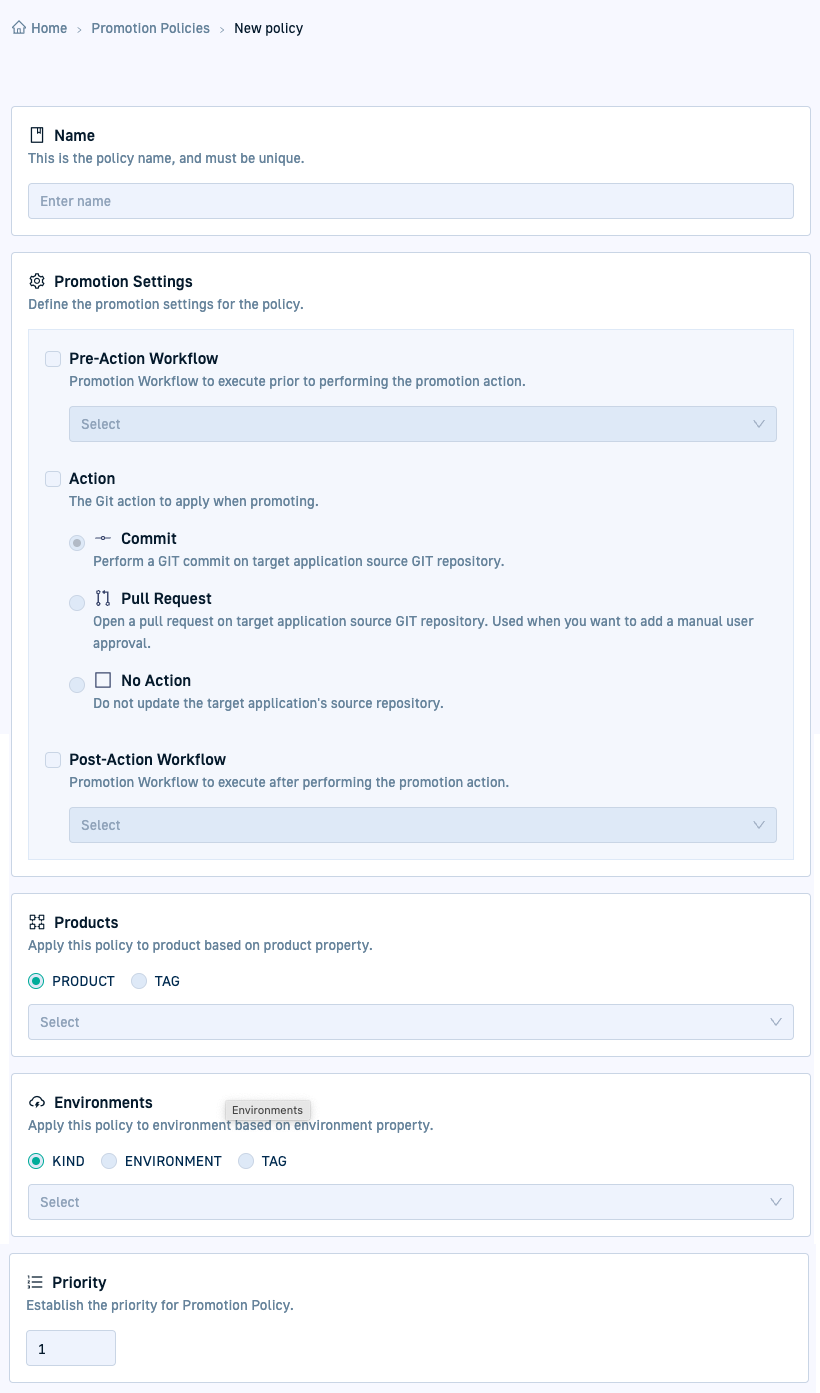 Home > Promotion Policies > New policy
Name
This is the policy name, and must be unique.
Enter name
Promotion Settings
Define the promotion settings for the policy.
Pre-Action Workflow
Promotion Workflow to execute prior to performing the promotion action.
Select
Action
The Git action to apply when promoting.
Commit
Perform a GIT commit on target application source GIT repository.
Pull Request
Open a pull request on target application source GIT repository. Used when you want to add a manual user
approval.
No Action
Do not update the target application's source repository.
Post-Action Workflow
Promotion Workflow to execute after performing the promotion action.
Select
Products
Apply this policy to product based on product property.
PRODUCT TAG
Select
Environments
Environments
Apply this policy to environment based on environment property.
KIND ENVIRONMENT TAG
Select
Priority
Establish the priority for Promotion Policy.
1